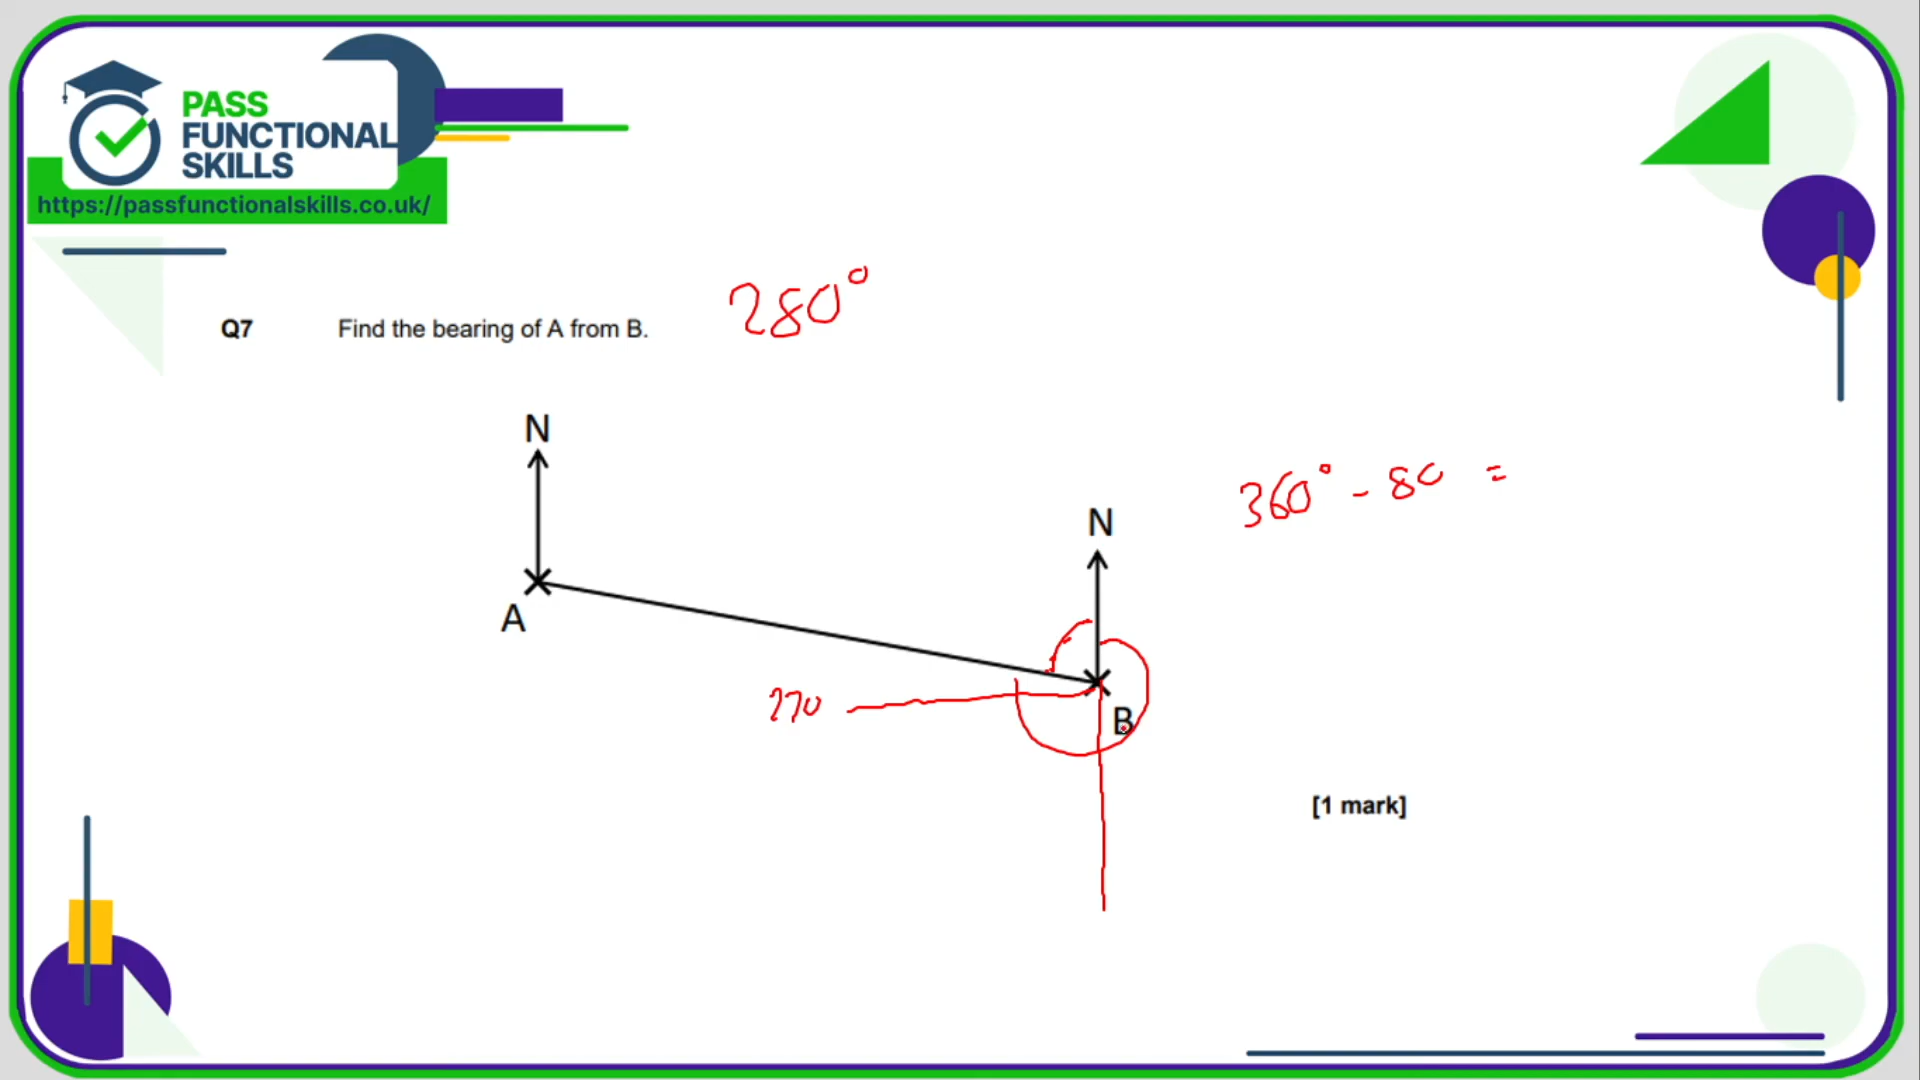 PASS
FUNCTIONAL
SKILLS
https://passfunctionalskills.co.uk/
280°
Q7 Find the bearing of A from B.
N
360° - 80 =
N
A
270
B
[1 mark]